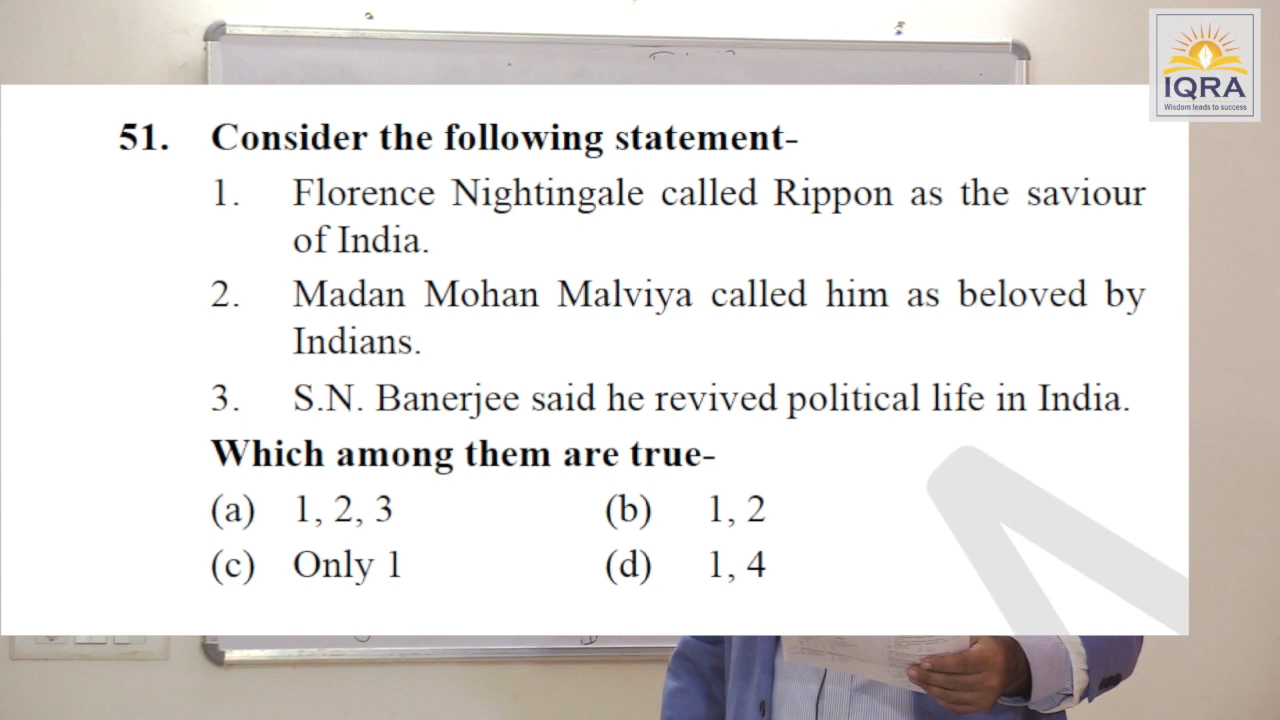 IQRA
Wisdom leads to success
51. Consider the following statement-
1. Florence Nightingale called Rippon as the saviour
of India.
2. Madan Mohan Malviya called him as beloved by
Indians.
3. S.N. Banerjee said he revived political life in India.
Which among them are true-
(a) 1, 2, 3 (b) 1, 2
(c) Only 1 (d) 1, 4